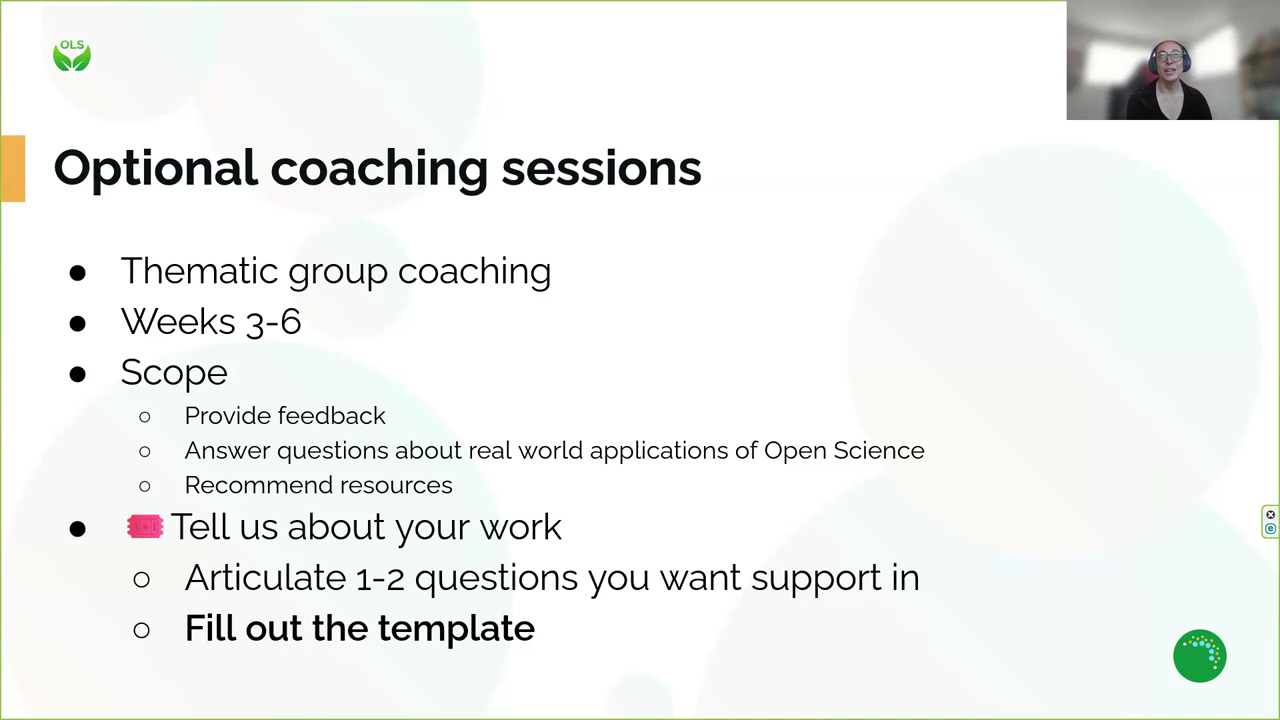 OLS
Optional coaching sessions
● Thematic group coaching
● Weeks 3-6
● Scope
○ Provide feedback
○ Answer questions about real world applications of Open Science
○ Recommend resources
● 🎟 Tell us about your work
○ Articulate 1-2 questions you want support in
○ Fill out the template